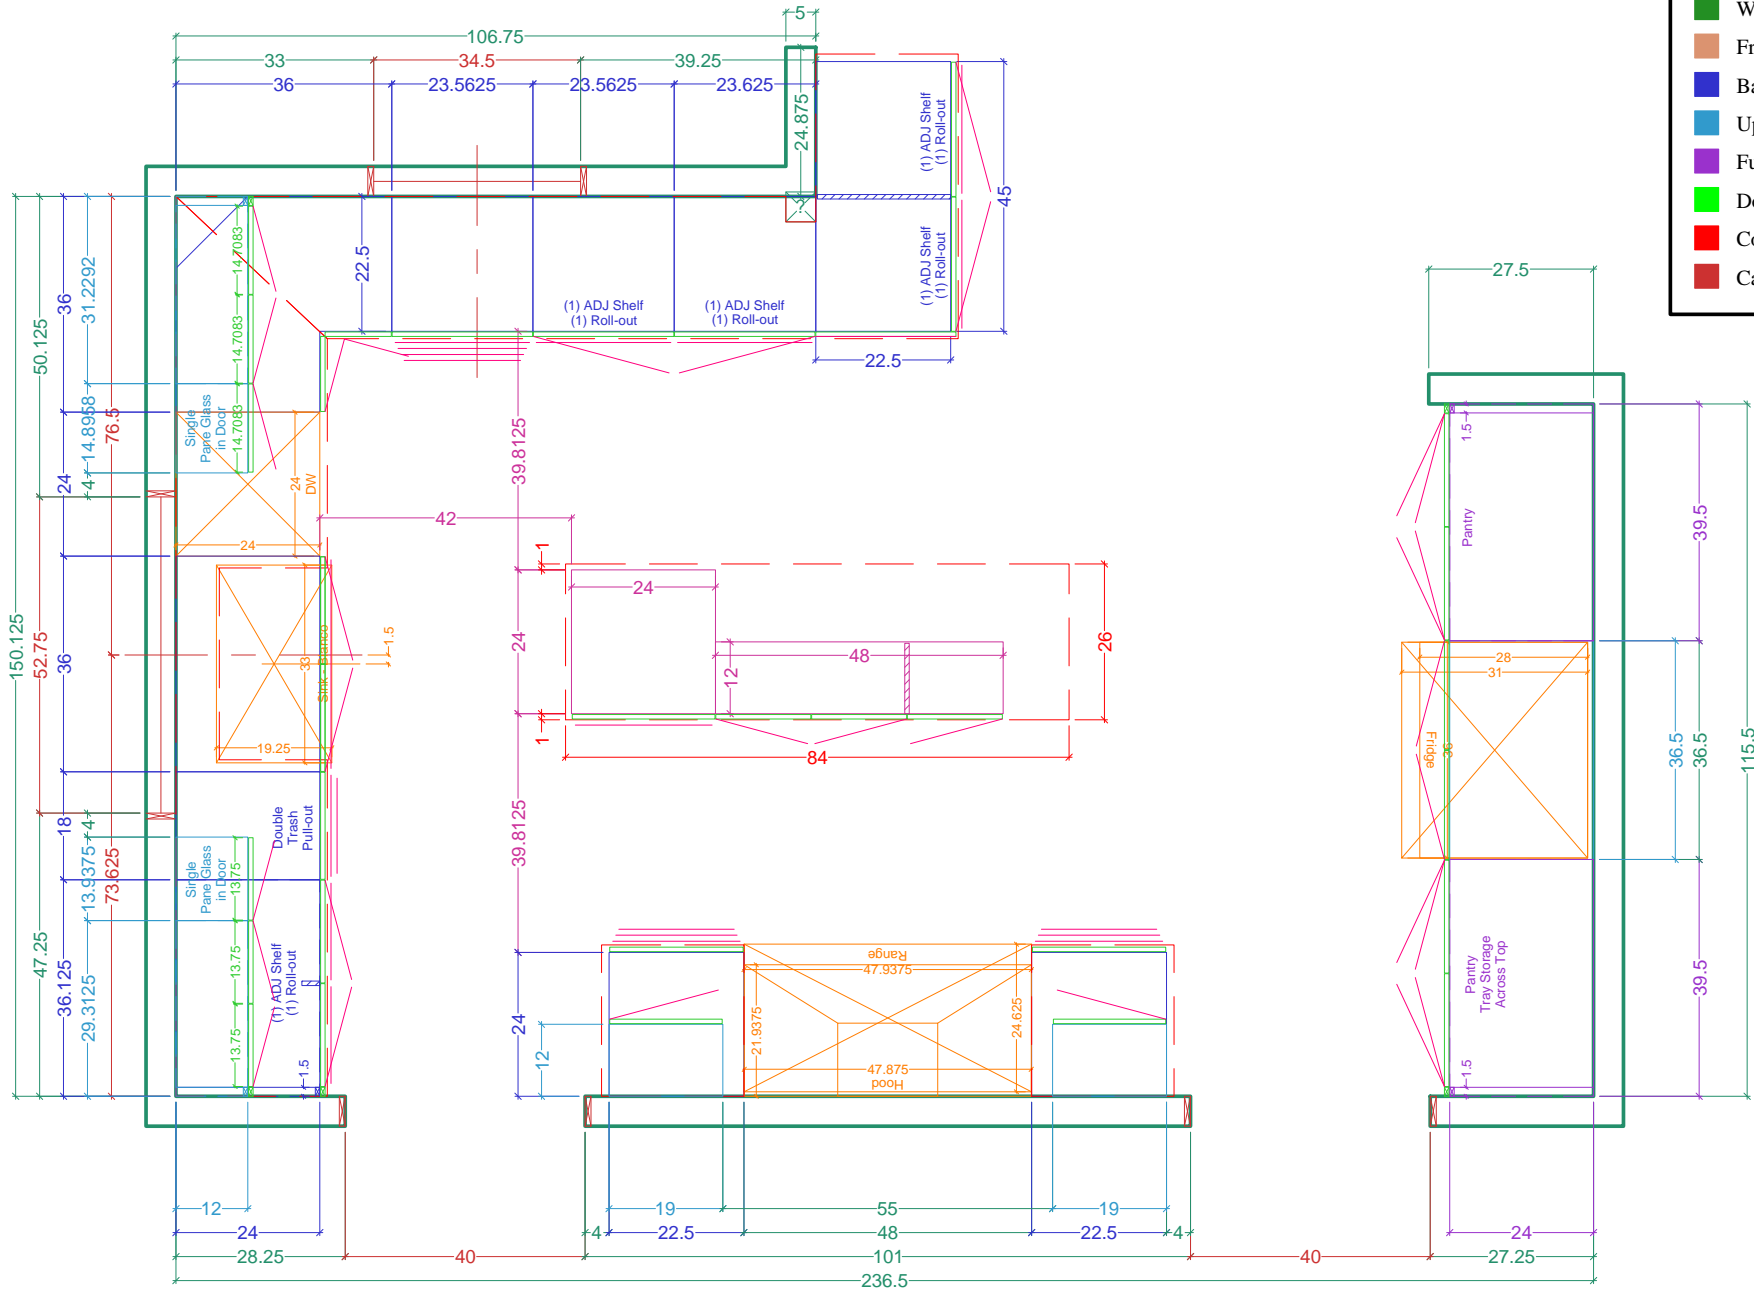 5
106.75
33
34.5
39.25
36
23.5625
23.5625
23.625
24.875
(1) ADJ Shelf
(1) Roll-out
45
(1) ADJ Shelf
(1) Roll-out
?
22.5
(1) ADJ Shelf
(1) Roll-out
(1) ADJ Shelf
(1) Roll-out
22.5
150.125
50.125
52.75
47.25
36
24
36
18
36.125
31.2292
14.8958
4
4
13.9375
29.3125
76.5
73.625
14.7083
14.7083
14.7083
Single
Pane Glass
in Door
24
DW
24
42
39.8125
24
39.8125
24
12
1
1
24
12
48
26
84
1.5
33
Sink - Blanco
19.25
Double
Trash
Pull-out
Single
Pane Glass
in Door
13.75
13.75
13.75
(1) ADJ Shelf
(1) Roll-out
1.5
Range
47.9375
21.9375
24.625
47.875
Hood
12
24
28.25
40
4
19
22.5
55
48
101
19
22.5
4
40
24
27.25
236.5
27.5
1.5
Pantry
39.5
28
31
Fridge
36
36.5
36.5
115.5
Pantry
Tray Storage
Across Top
39.5
1.5
W
Fr
Ba
Up
Fu
Do
Co
Ca